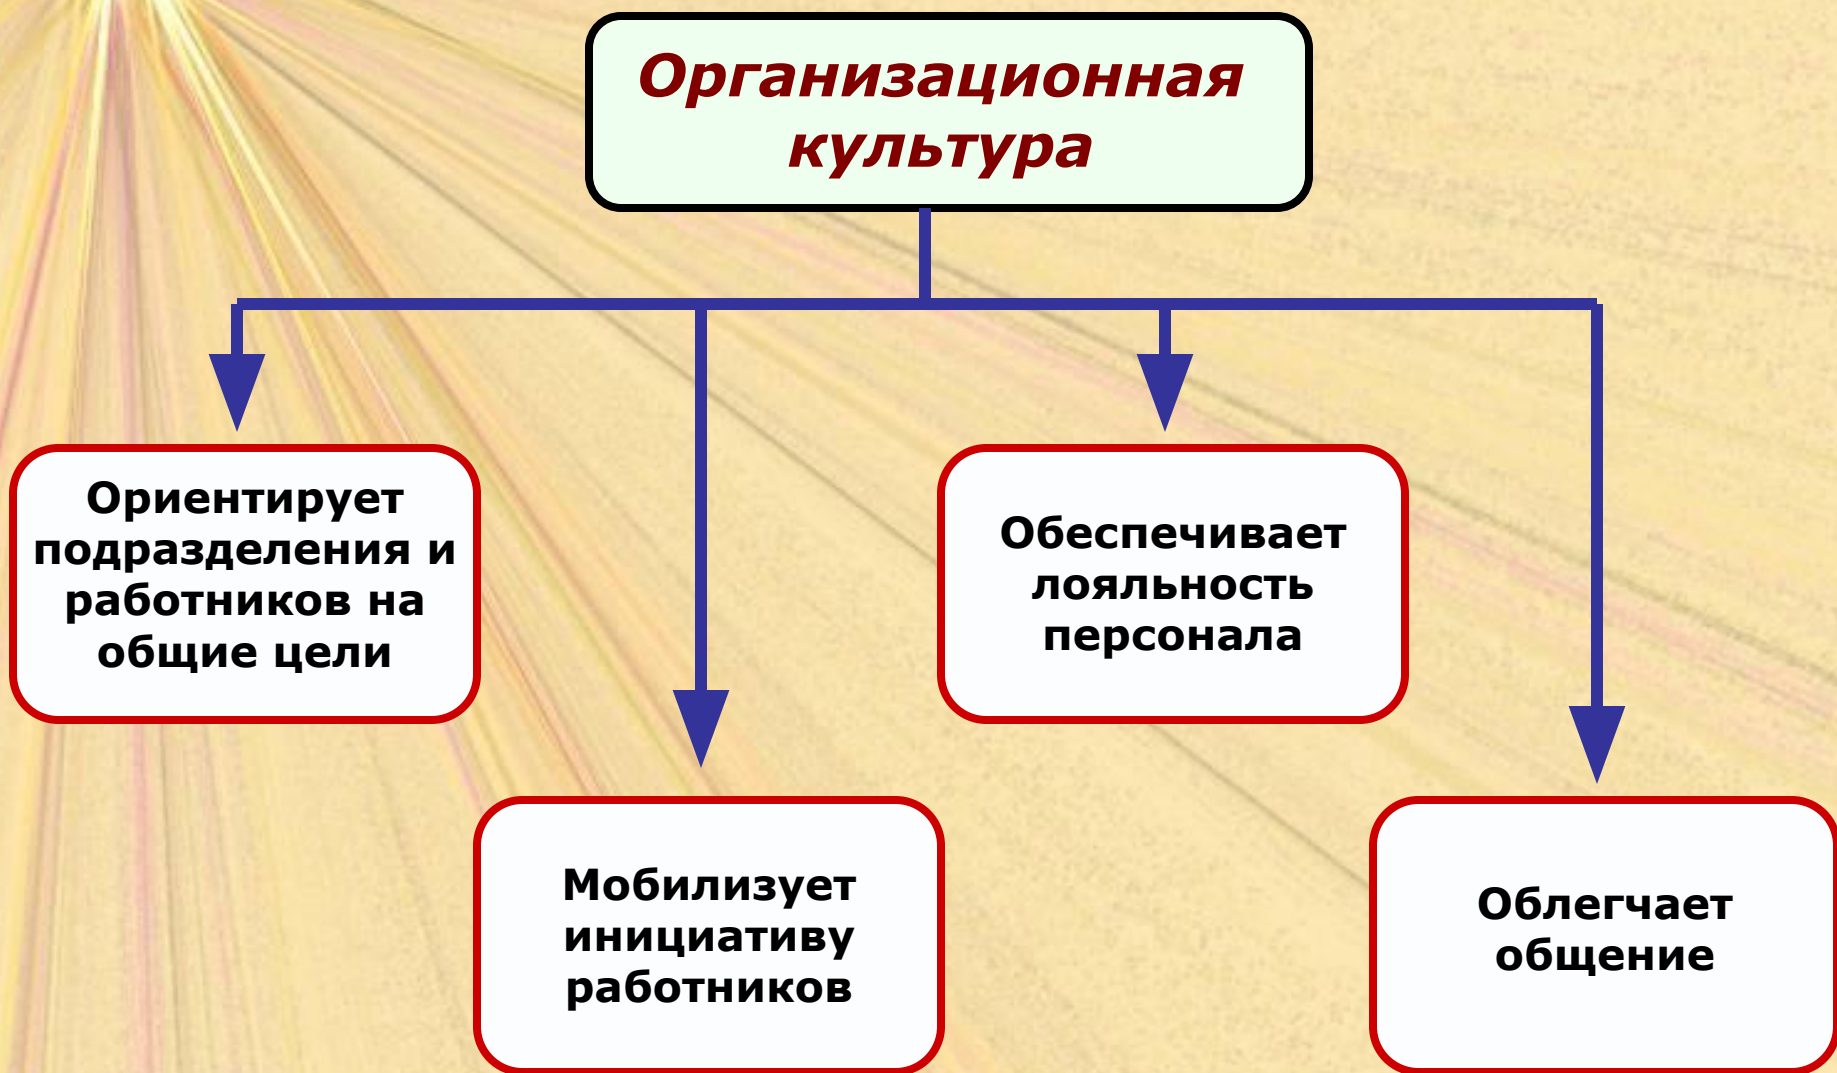 Организационная
культура
Ориентирует
подразделения и
работников на
общие цели
Мобилизует
инициативу
работников
Обеспечивает
лояльность
персонала
Облегчает
общение